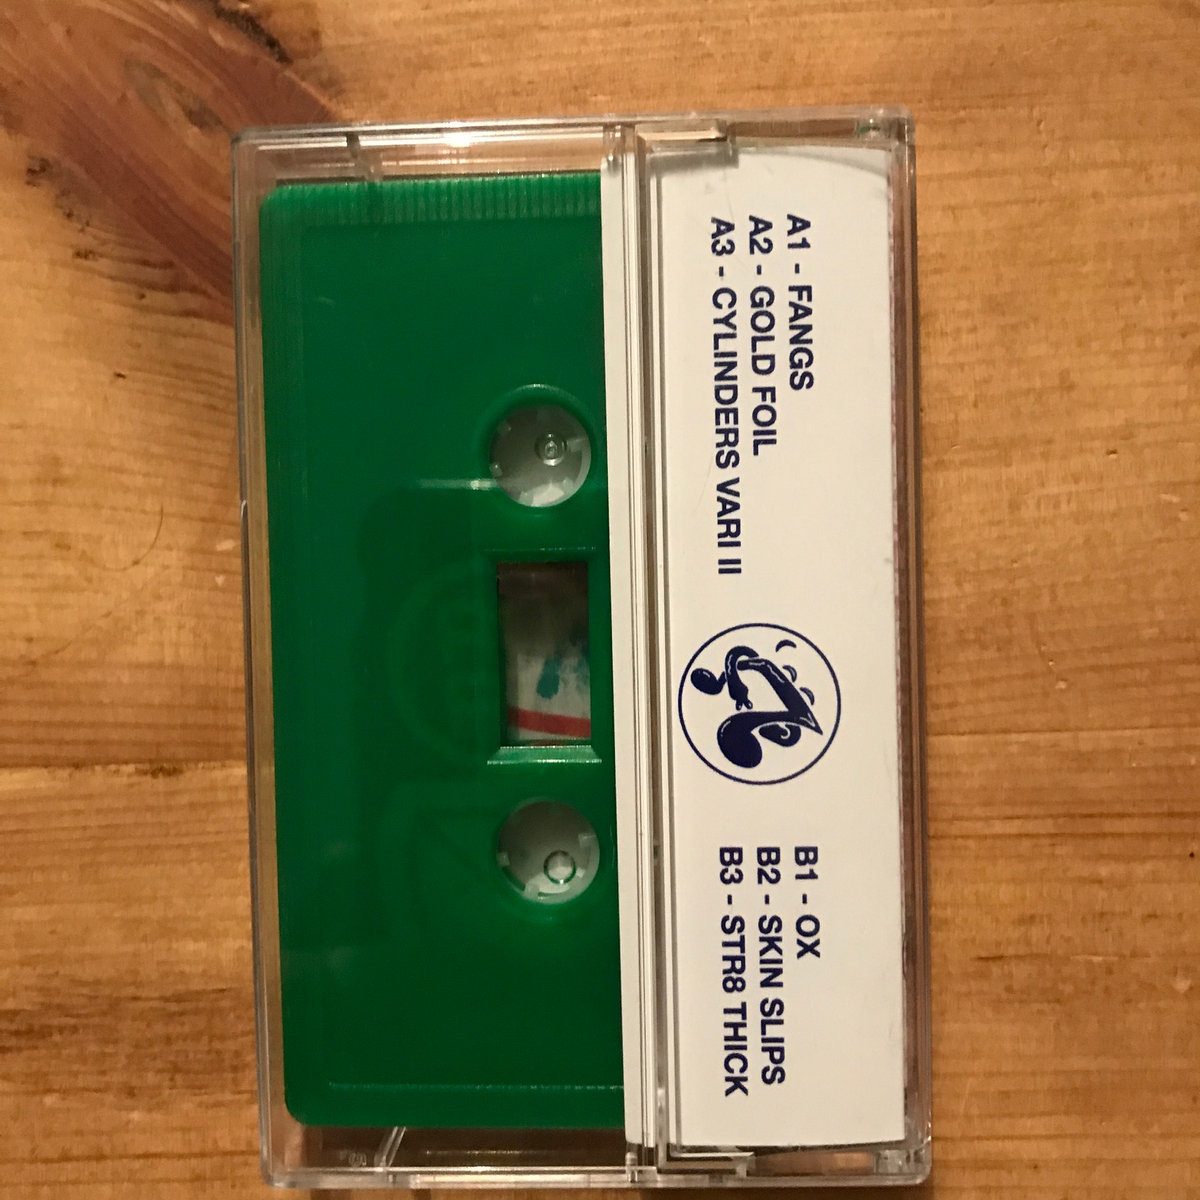 A1 - FANGS
A2 - GOLD FOIL
A3 - CYLINDERS VARI II
B1 - OX
B2 - SKIN SLIPS
B3 - STR8 THICK